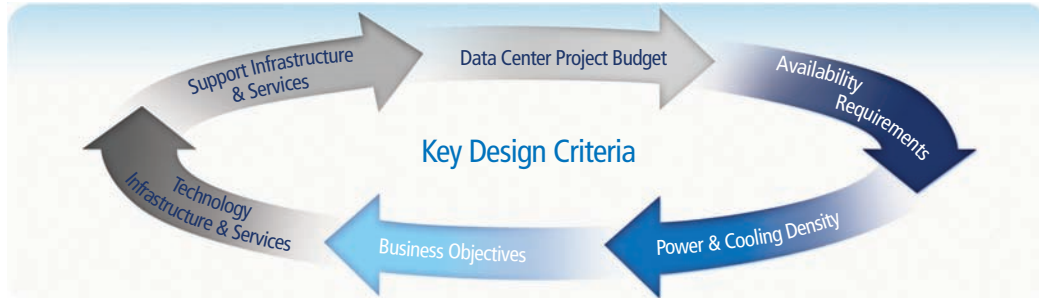 Support Infrastructure
& Services
Data Center Project Budget
Availability
Requirements
Key Design Criteria
Technology
Infrastructure & Services
Business Objectives
Power & Cooling Density